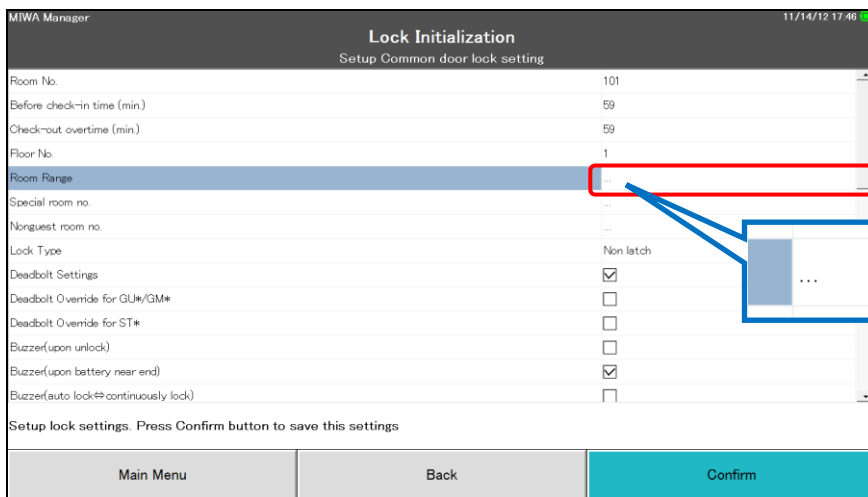 MIWA Manager 11/14/12 17:46
Lock Initialization
Setup Common door lock setting
Room No. 101
Before check-in time (min.) 59
Check-out overtime (min.) 59
Floor No. 1
Room Range ...
Special room no. ...
Nonguest room no. ...
Lock Type Non latch
Deadbolt Settings
...
Deadbolt Override for GU*/GM*
Deadbolt Override for ST*
Buzzer(upon unlock)
Buzzer(upon battery near end)
Buzzer(auto lock⇔continuously lock)
Setup lock settings. Press Confirm button to save this settings
Main Menu Back Confirm